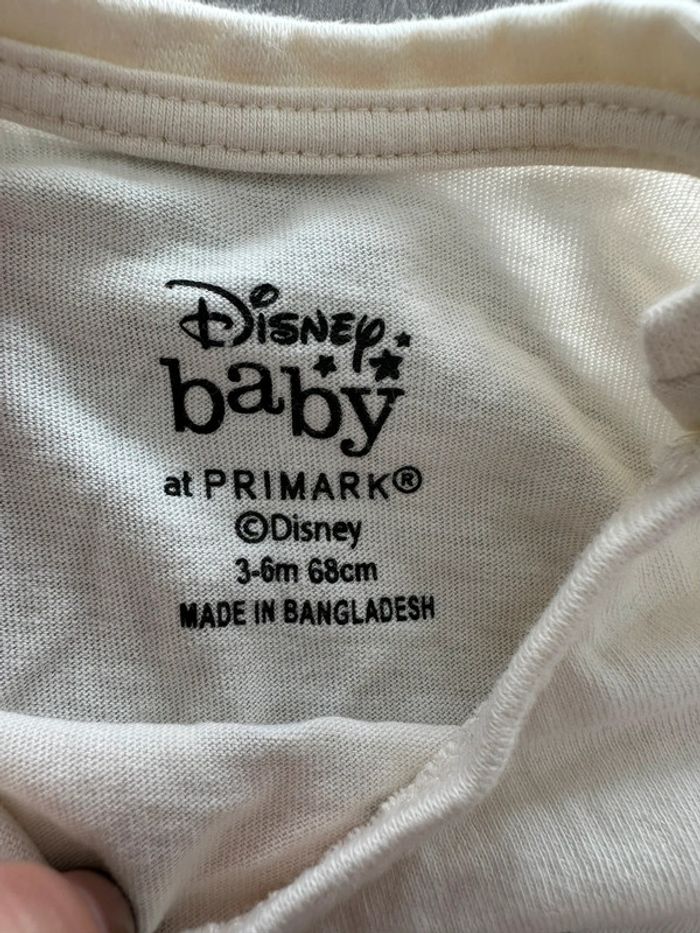 Disney
baby
at PRIMARK®
©Disney
3-6m 68cm
MADE IN BANGLADESH